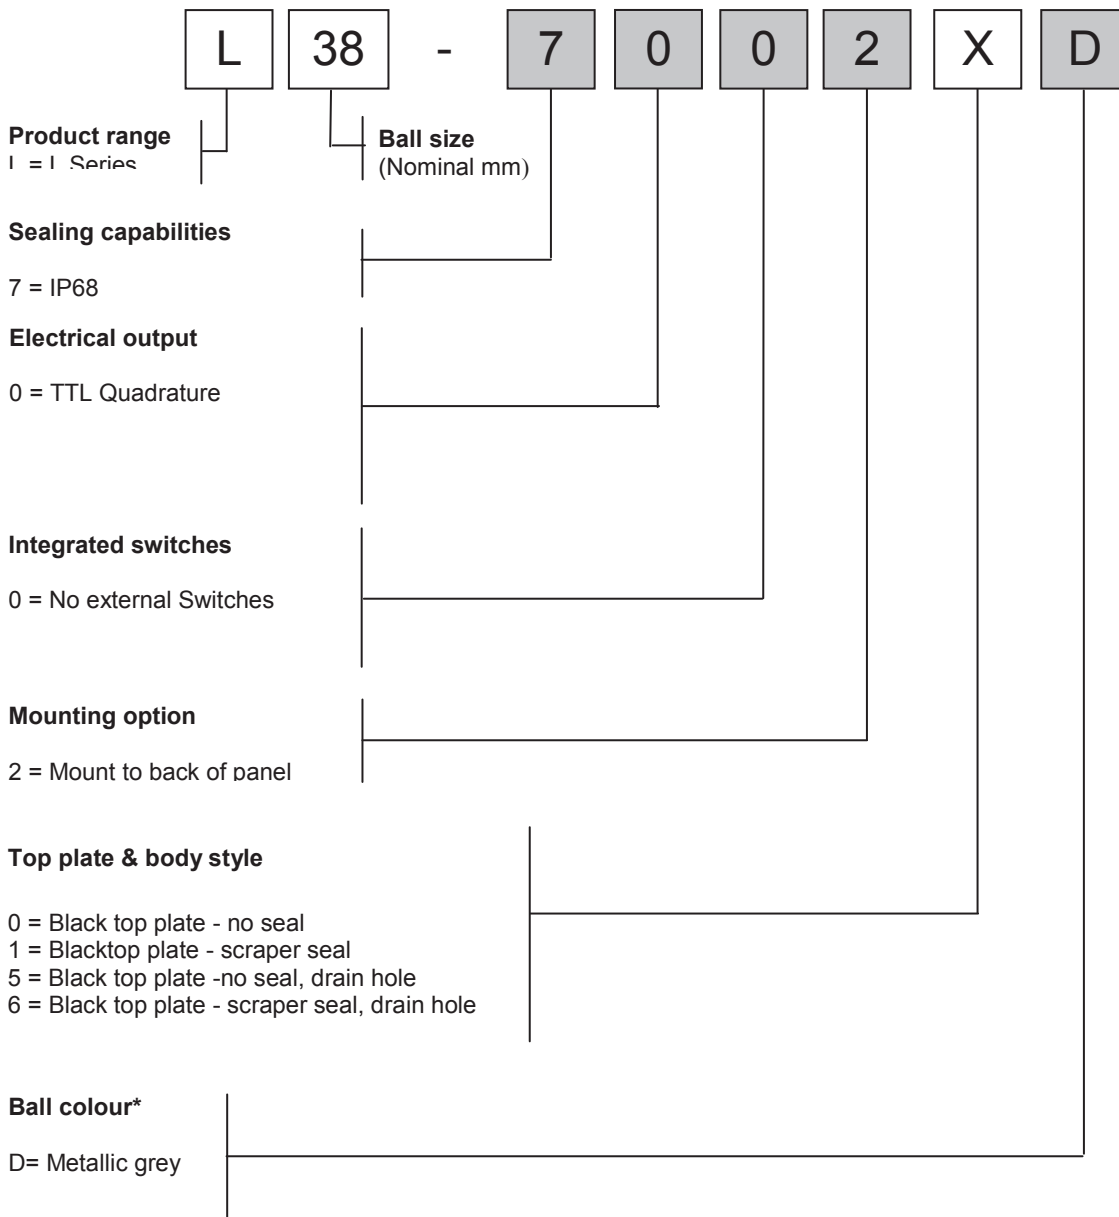 L 38 - 7 0 0 2 X D
Product range
L = L Series
Ball size
(Nominal mm)
Sealing capabilities
7 = IP68
Electrical output
0 = TTL Quadrature
Integrated switches
0 = No external Switches
Mounting option
2 = Mount to back of panel
Top plate & body style
0 = Black top plate - no seal
1 = Blacktop plate - scraper seal
5 = Black top plate -no seal, drain hole
6 = Black top plate - scraper seal, drain hole
Ball colour*
D= Metallic grey